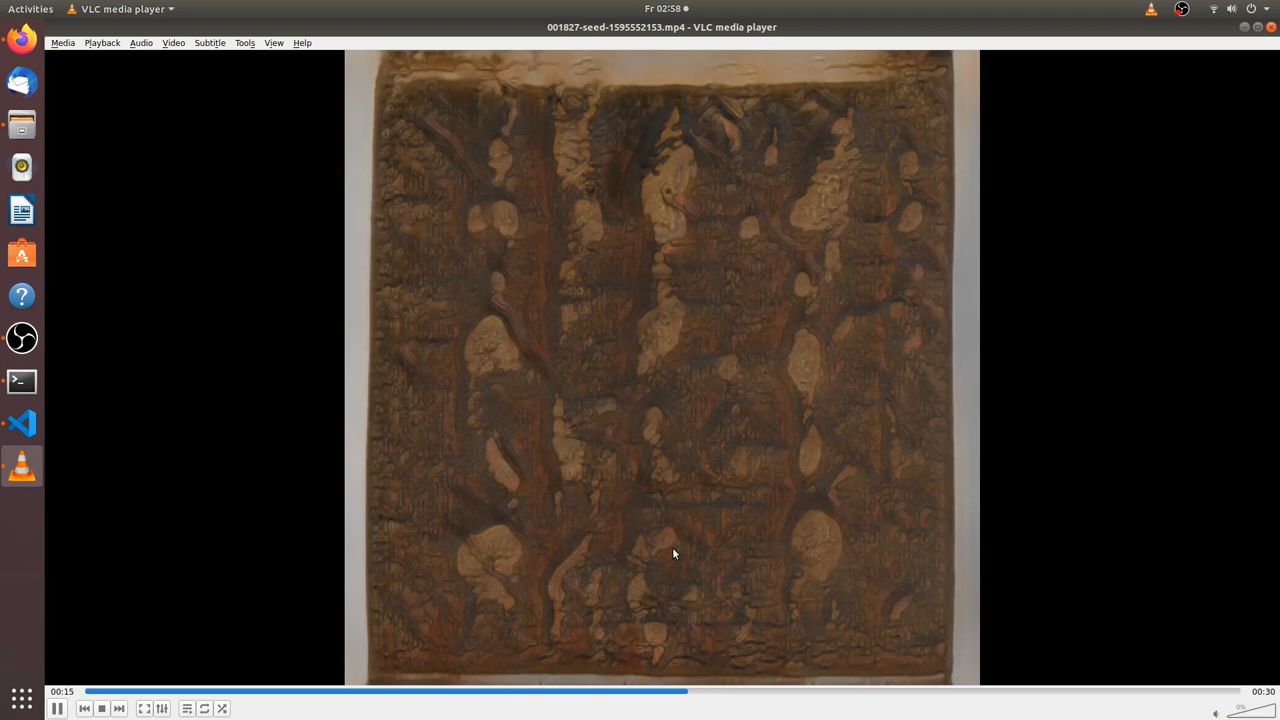 Activities VLC media player Fr 02:58
001827-seed-1595552153.mp4 - VLC media player
Media Playback Audio Video Subtitle Tools View Help
00:15 00:30
0%